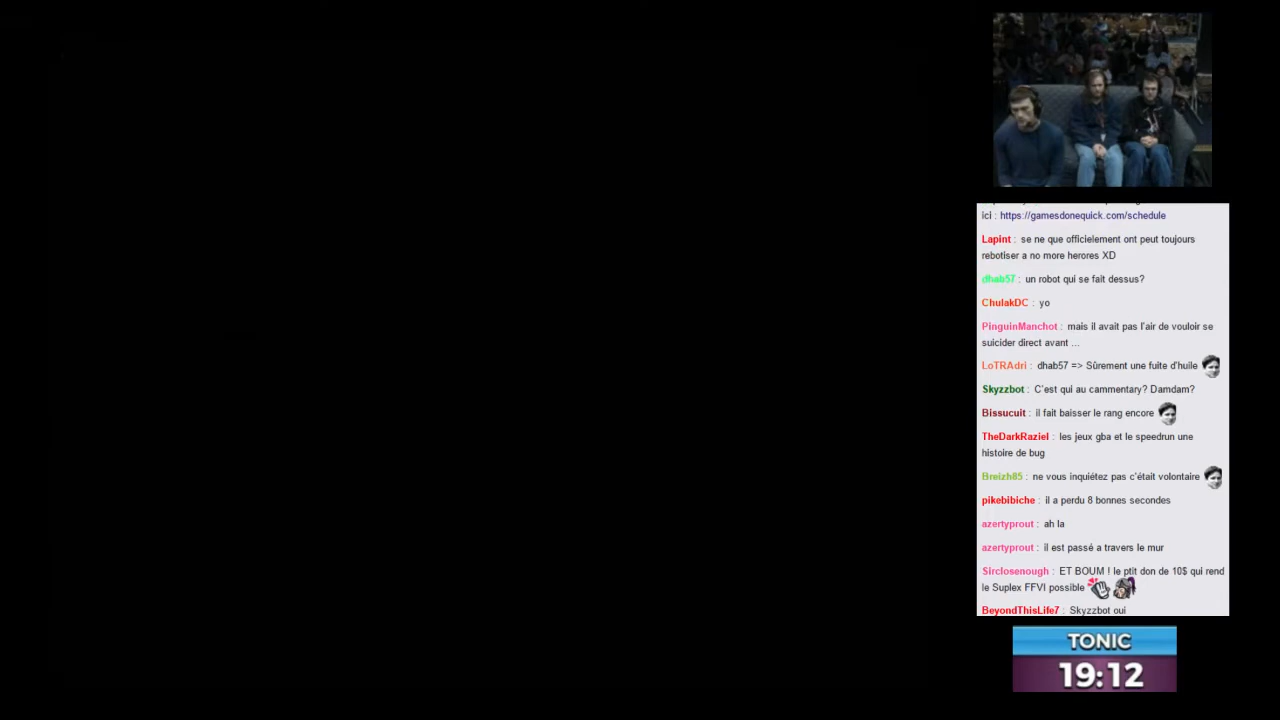 ici : https://gamesdonequick.com/schedule
Lapint : se ne que officielement ont peut toujours
rebotiser a no more herores XD
dhab57 : un robot qui se fait dessus?
ChulakDC : yo
PinguinManchot : mais il avait pas l'air de vouloir se
suicider direct avant ...
LoTRAdri : dhab57 => Sûrement une fuite d'huile
Skyzzbot : C'est qui au cammentary? Damdam?
Bissucuit : il fait baisser le rang encore
TheDarkRaziel : les jeux gba et le speedrun une
histoire de bug
Breizh85 : ne vous inquiétez pas c'était volontaire
pikebibiche : il a perdu 8 bonnes secondes
azertyprout : ah la
azertyprout : il est passé a travers le mur
Sirclosenough : ET BOUM ! le ptit don de 10$ qui rend
le Suplex FFVI possible
BeyondThisLife7 : Skyzzbot oui
TONIC
19:12